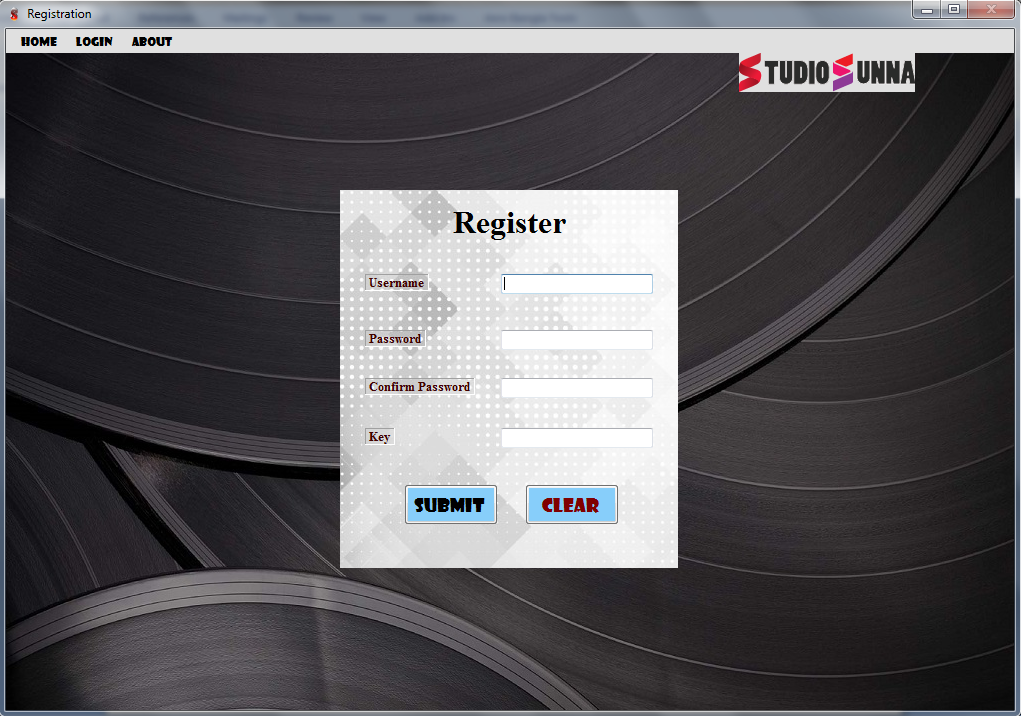 Registration
HOME LOGIN ABOUT
STUDIO SUNNA
Register
Username
Password
Confirm Password
Key
SUBMIT CLEAR